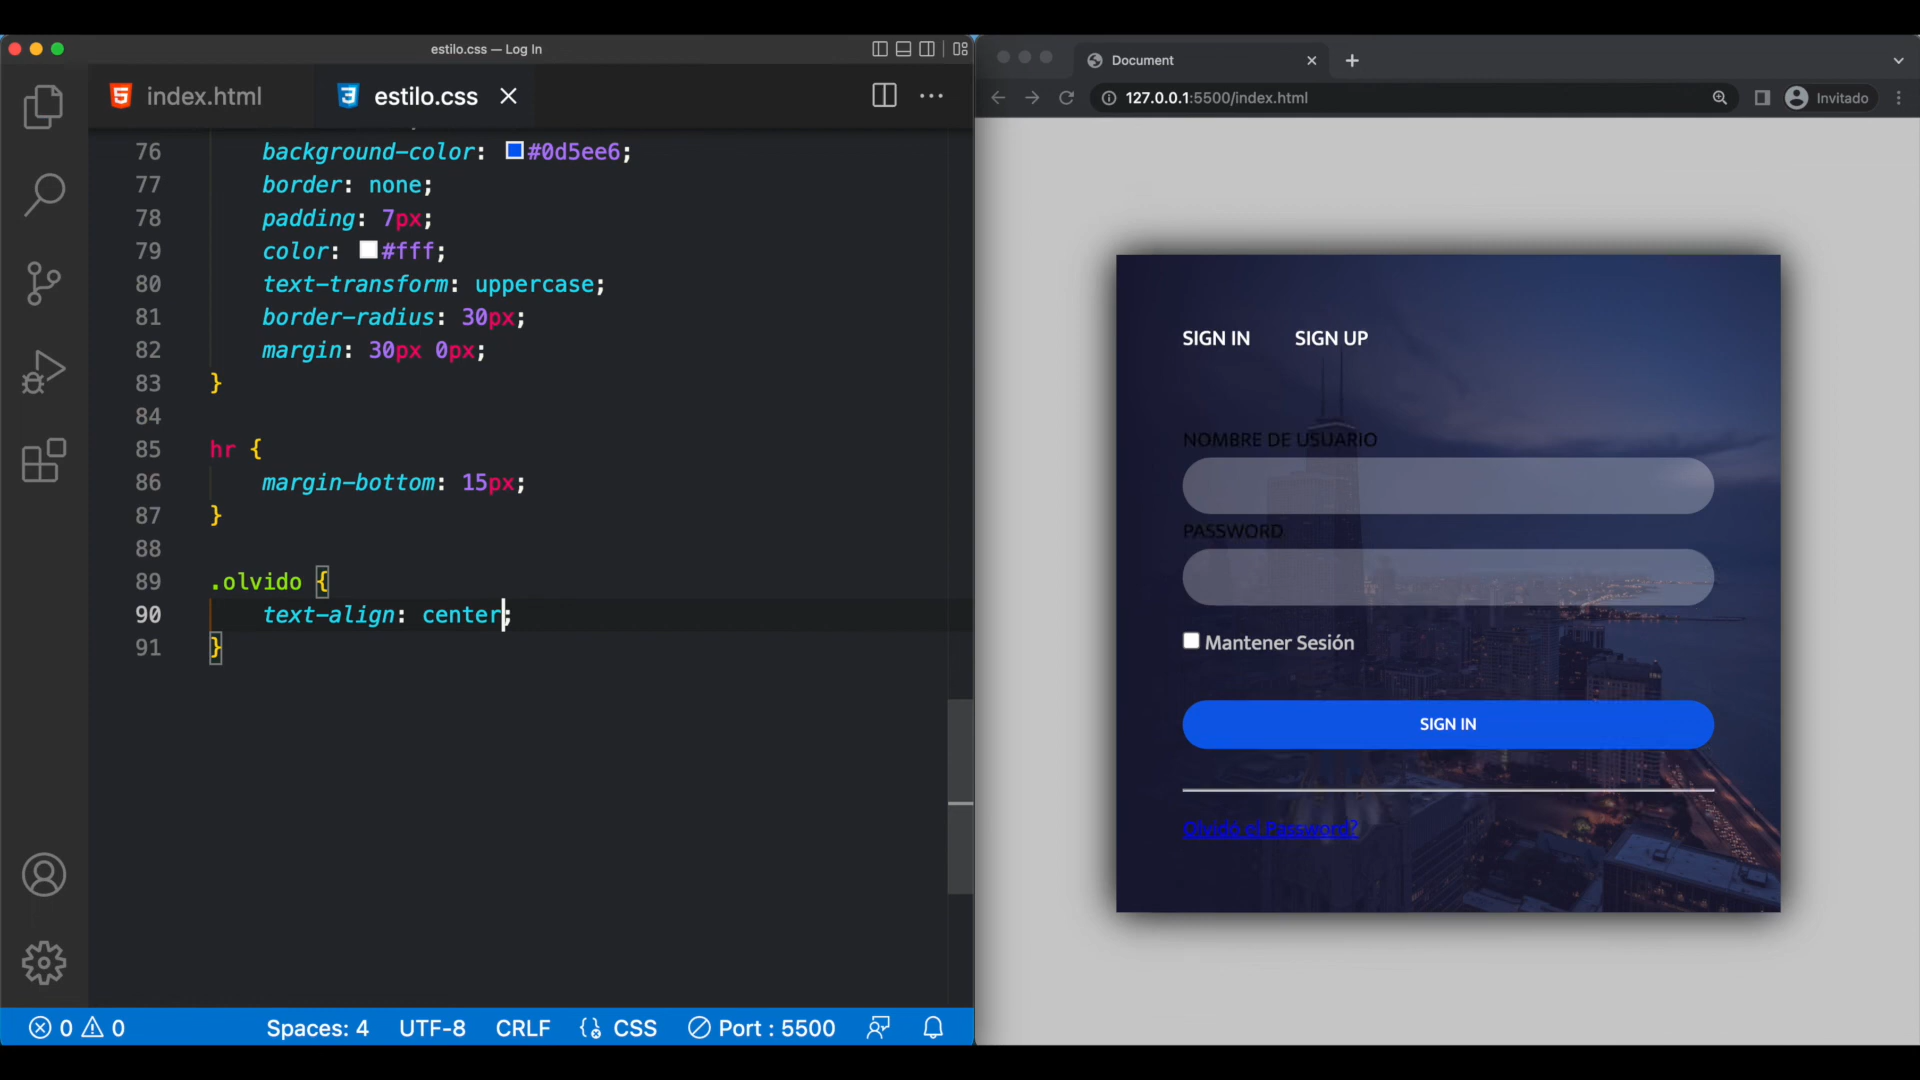 estilo.css — Log In
index.html
estilo.css
76 background-color: #0d5ee6;
77 border: none;
78 padding: 7px;
79 color: #fff;
80 text-transform: uppercase;
81 border-radius: 30px;
82 margin: 30px 0px;
83 }
84
85 hr {
86 margin-bottom: 15px;
87 }
88
89 .olvido {
90 text-align: center;
91 }
0 0
Spaces: 4
UTF-8
CRLF
CSS
Port : 5500
Document
127.0.0.1:5500/index.html
Invitado
SIGN IN SIGN UP
NOMBRE DE USUARIO
PASSWORD
Mantener Sesión
SIGN IN
Olvidó el Password?